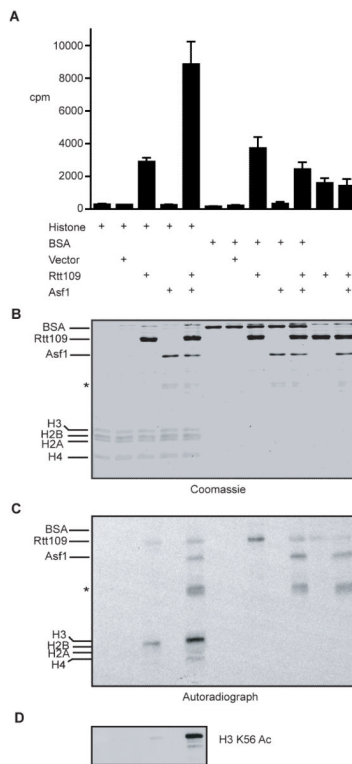 A
10000
8000
cpm
6000
4000
2000
0
Histone + + + + +
BSA + + + + +
Vector + +
Rtt109 + + + + + +
Asf1 + + + + +
B
BSA
Rtt109
Asf1
*
H3
H2B
H2A
H4
Coomassie
C
BSA
Rtt109
Asf1
*
H3
H2B
H2A
H4
Autoradiograph
D
H3 K56 Ac